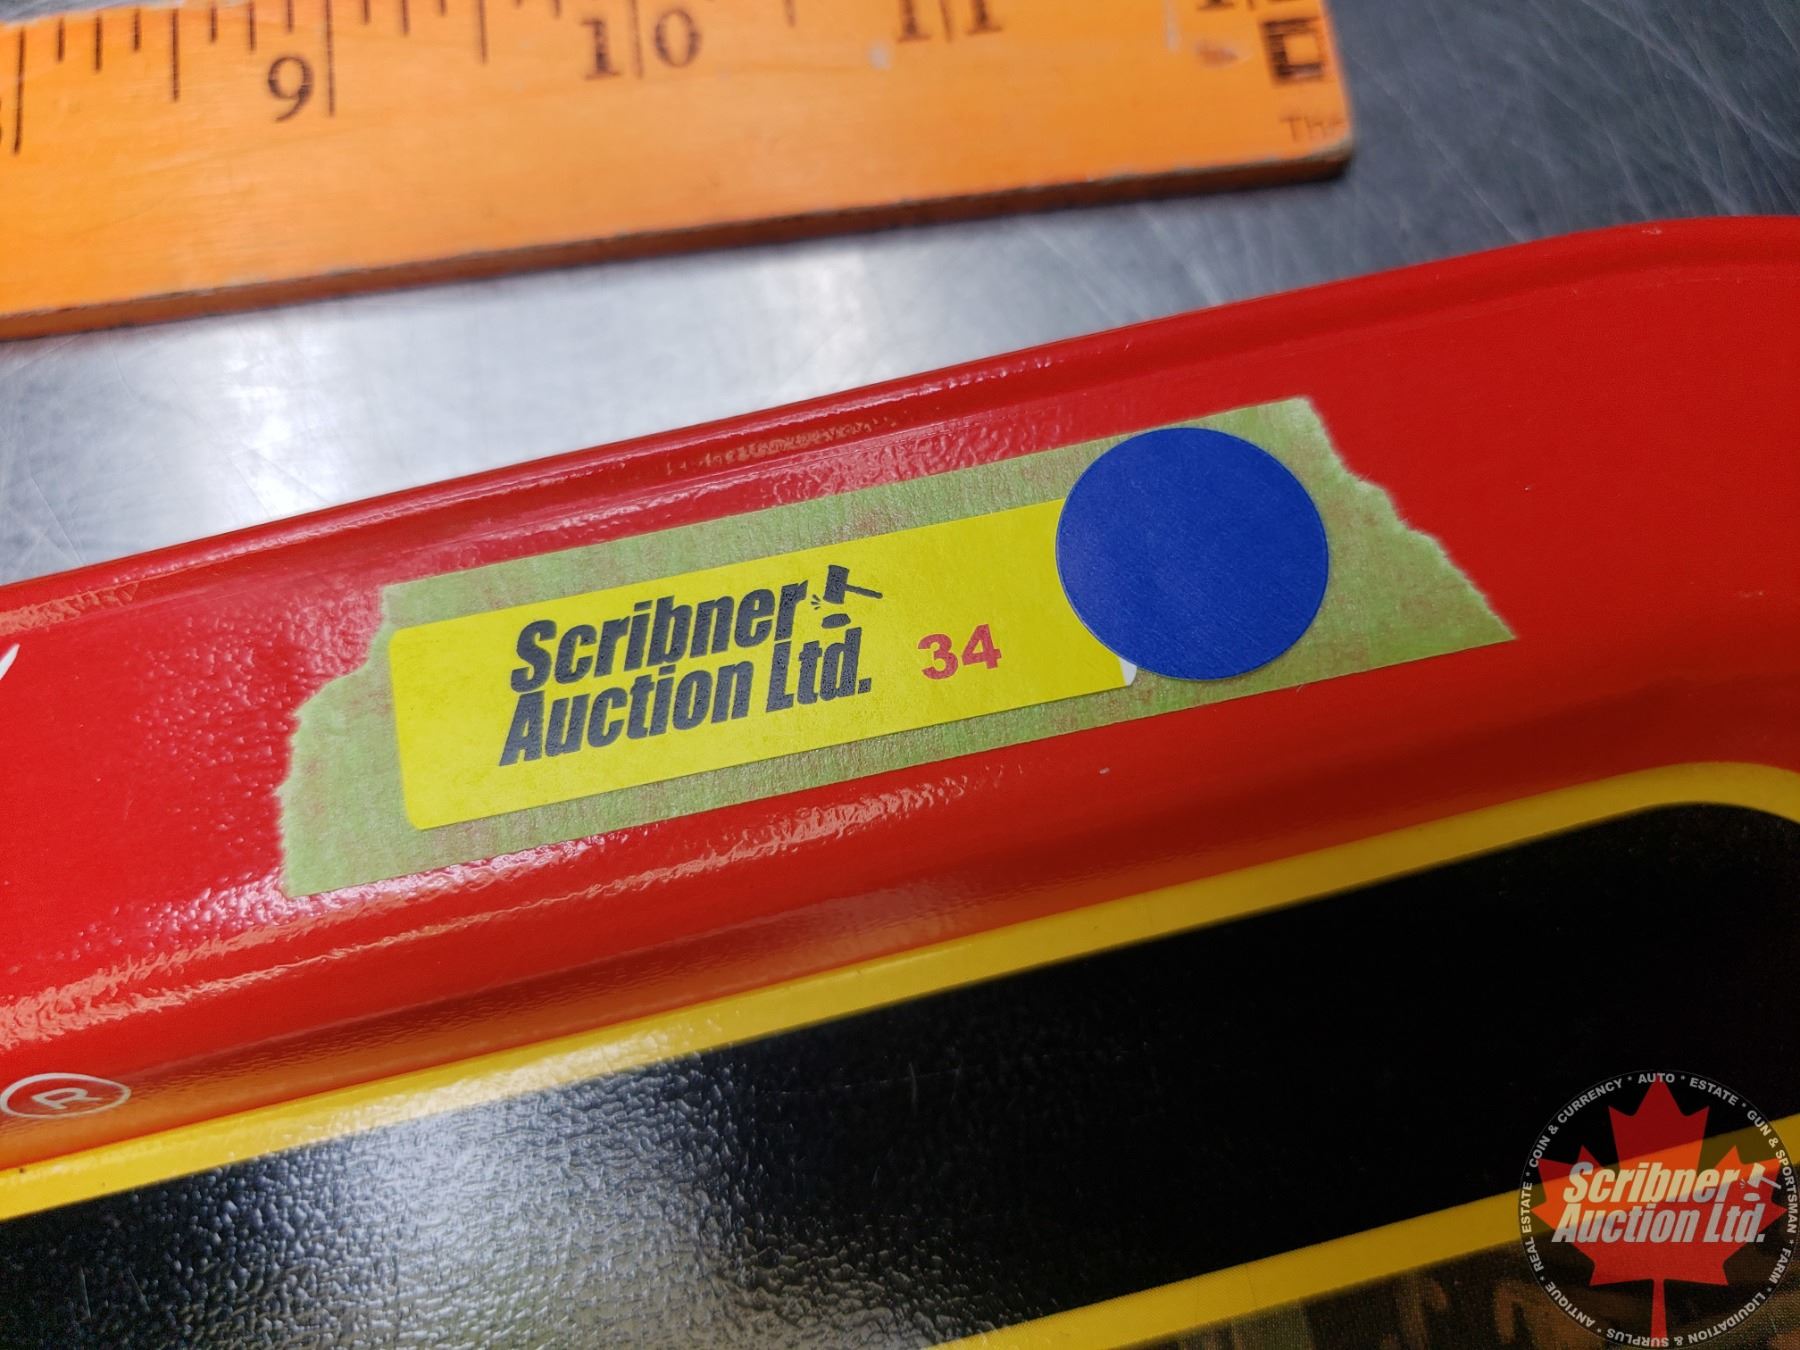 9 10 11
Scribner
Auction Ltd.
34
®
COIN & CURRENCY * AUTO * ESTATE * GUN & SPORTSMAN * FARM * LIQUIDATION & SURPLUS * ANTIQUE * REAL ESTATE *
Scribner
Auction Ltd.